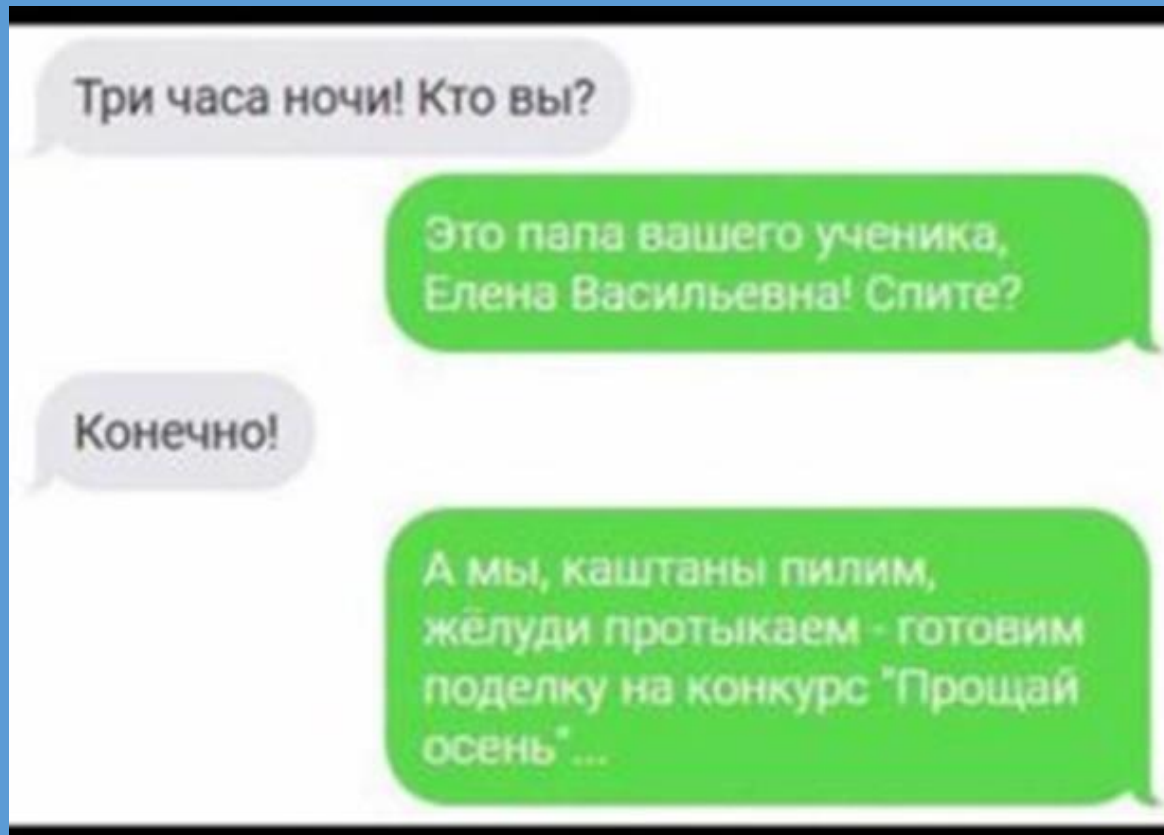 Три часа ночи! Кто вы?
Это папа вашего ученика,
Елена Васильевна! Спите?
Конечно!
А мы, каштаны пилим,
жёлуди протыкаем - готовим
поделку на конкурс "Прощай
осень"...